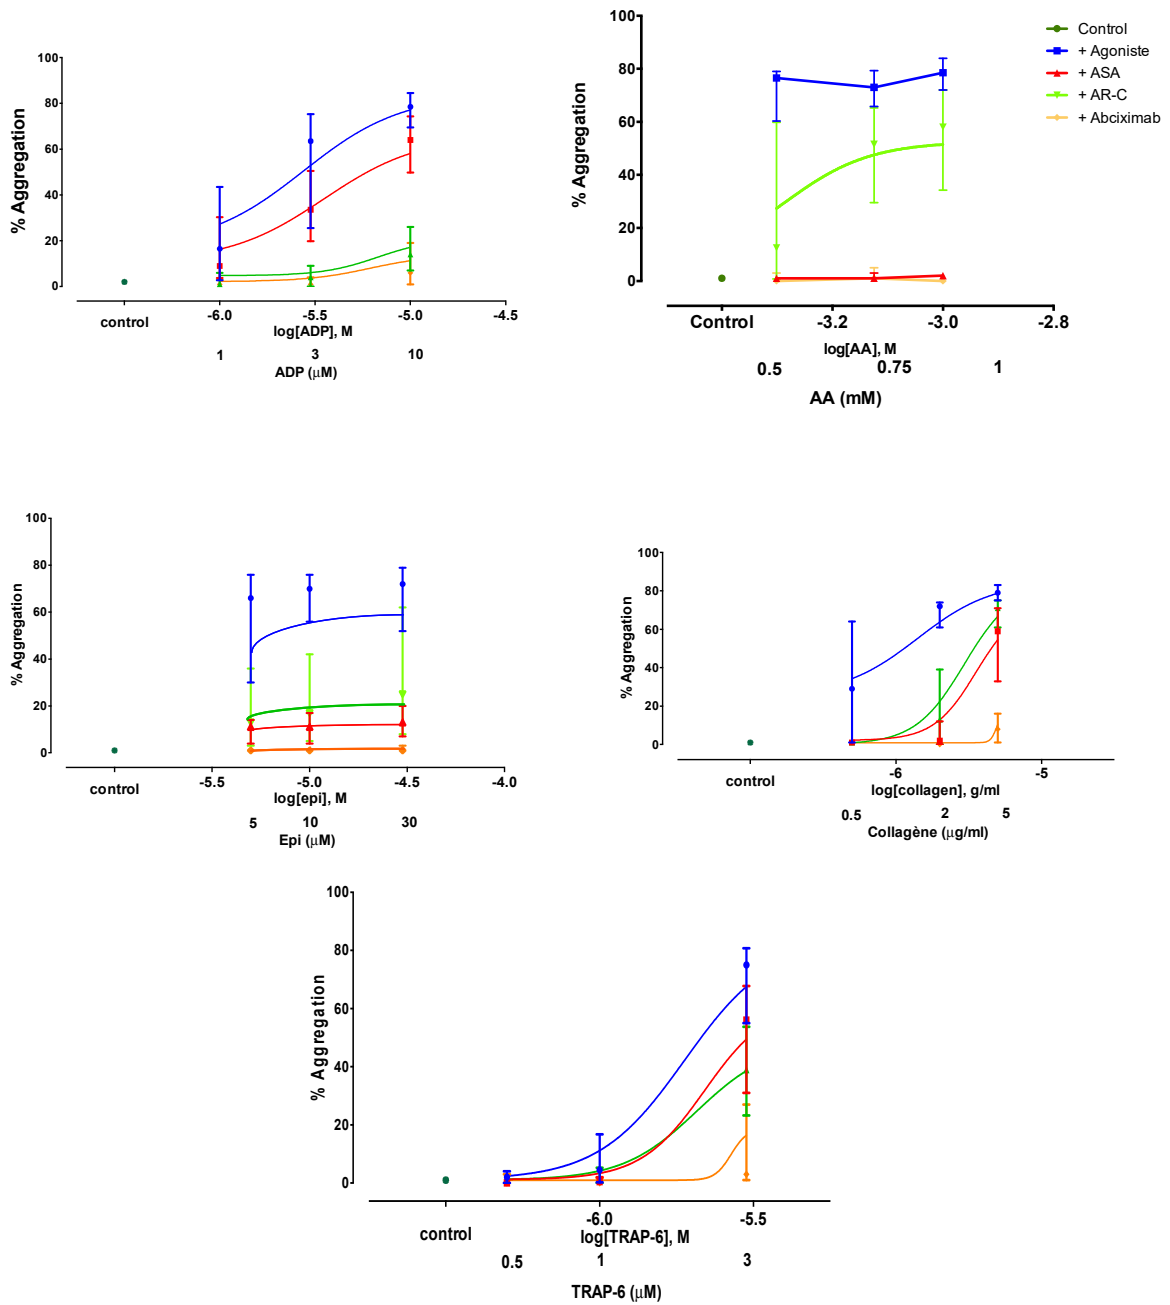 % Aggregation
100
80
60
40
20
0
control
-6.0
-5.5
-5.0
-4.5
log[ADP], M
1
3
10
ADP (µM)
% Aggregation
100
80
60
40
20
0
Control
-3.2
-3.0
-2.8
log[AA], M
0.5
0.75
1
AA (mM)
Control
+ Agoniste
+ ASA
+ AR-C
+ Abciximab
% Aggregation
100
80
60
40
20
0
control
-5.5
-5.0
-4.5
-4.0
log[epi], M
5
10
30
Epi (µM)
% Aggregation
100
80
60
40
20
0
control
-6
-5
log[collagen], g/ml
0.5
2
5
Collagène (µg/ml)
% Aggregation
100
80
60
40
20
0
control
-6.0
-5.5
log[TRAP-6], M
0.5
1
3
TRAP-6 (µM)